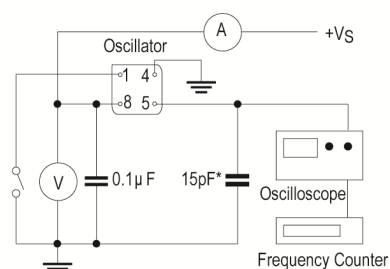 A
+VS
Oscillator
1 4
8 5
V
0.1μ F
15pF*
Oscilloscope
Frequency Counter